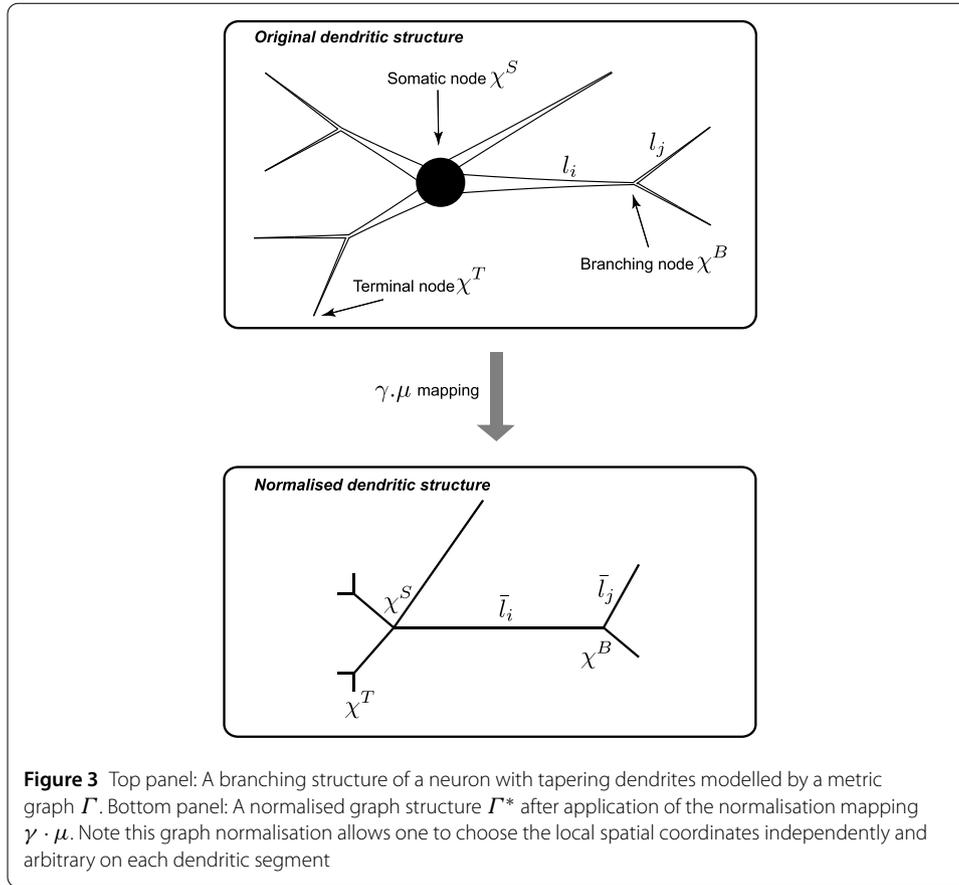 Original dendritic structure
Somatic node χ^S
l_j
l_i
Branching node χ^B
Terminal node χ^T
γ.μ mapping
Normalised dendritic structure
l̄_j
χ^S
l̄_i
χ^B
χ^T
Figure 3 Top panel: A branching structure of a neuron with tapering dendrites modelled by a metric
graph Γ. Bottom panel: A normalised graph structure Γ* after application of the normalisation mapping
γ · μ. Note this graph normalisation allows one to choose the local spatial coordinates independently and
arbitrary on each dendritic segment